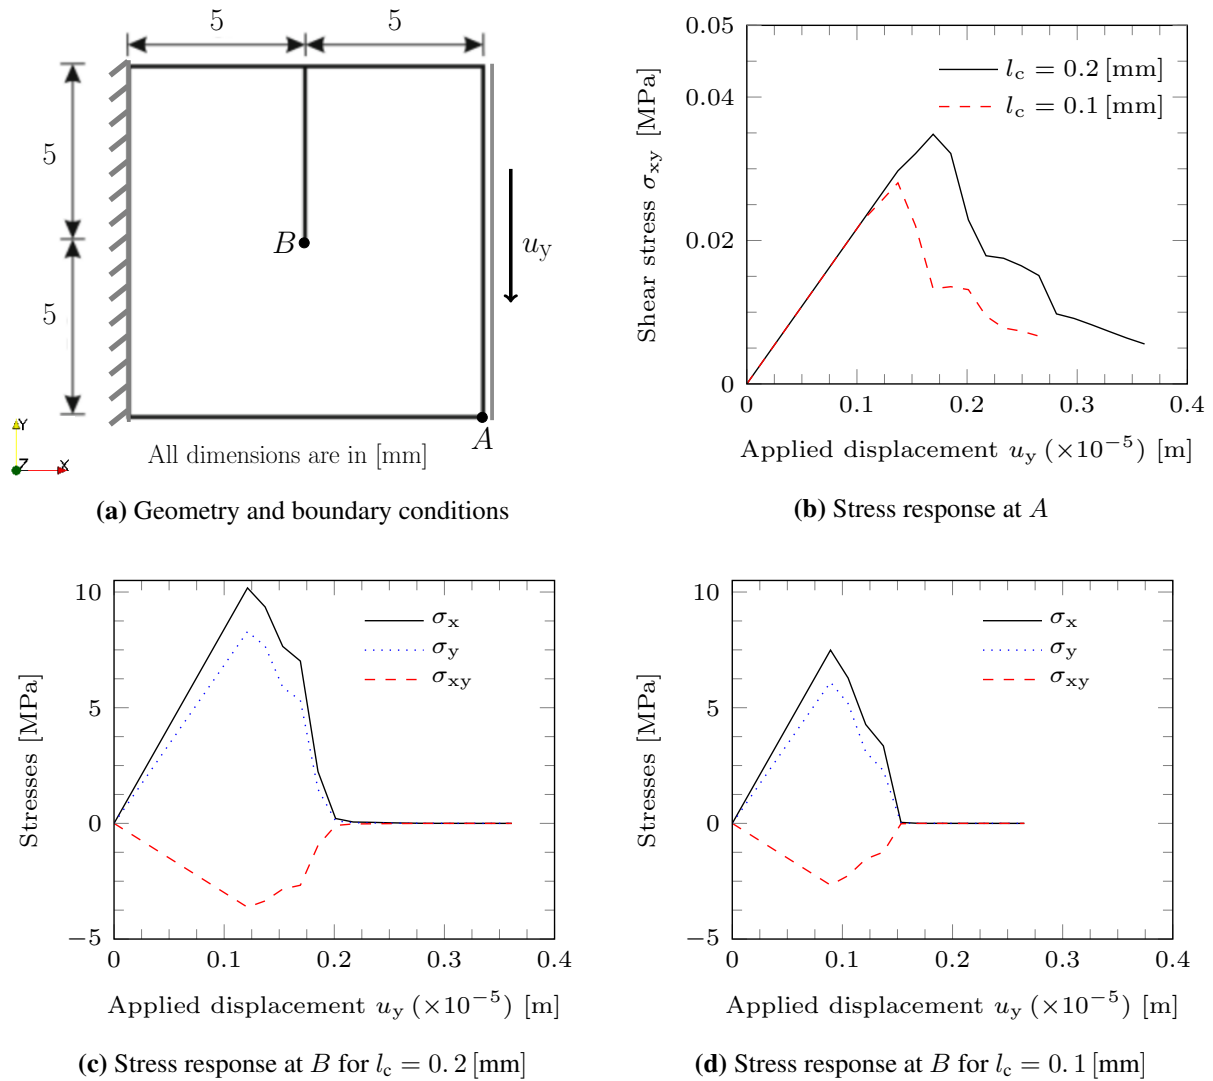 5 5
5
B
u_y
5
A
Y
Z X
All dimensions are in [mm]
(a) Geometry and boundary conditions
0.05
0.04
0.02
0
l_c = 0.2 [mm]
l_c = 0.1 [mm]
Shear stress σ_xy [MPa]
0 0.1 0.2 0.3 0.4
Applied displacement u_y (×10^−5) [m]
(b) Stress response at A
10
5
0
−5
σ_x
σ_y
σ_xy
Stresses [MPa]
0 0.1 0.2 0.3 0.4
Applied displacement u_y (×10^−5) [m]
(c) Stress response at B for l_c = 0.2 [mm]
10
5
0
−5
σ_x
σ_y
σ_xy
Stresses [MPa]
0 0.1 0.2 0.3 0.4
Applied displacement u_y (×10^−5) [m]
(d) Stress response at B for l_c = 0.1 [mm]